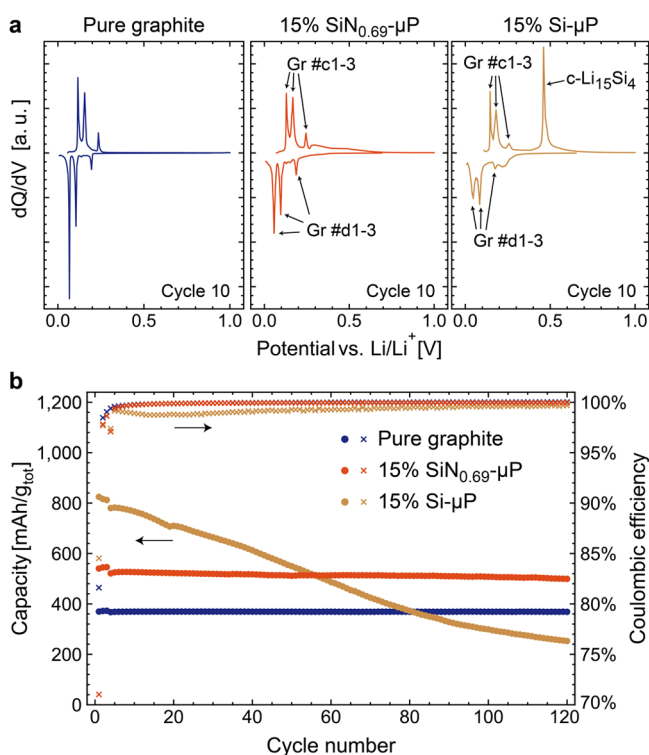 a
Pure graphite
15% SiN0.69-µP
15% Si-µP
dQ/dV [a.u.]
Gr #c1-3
Gr #d1-3
Gr #c1-3
c-Li15Si4
Gr #d1-3
Cycle 10
Cycle 10
Cycle 10
0.0 0.5 1.0
0.0 0.5 1.0
0.0 0.5 1.0
Potential vs. Li/Li+ [V]
b
Capacity [mAh/gtot]
1,200
1,000
800
600
400
200
0
Pure graphite
15% SiN0.69-µP
15% Si-µP
100%
95%
90%
85%
80%
75%
70%
Coulombic efficiency
0 20 40 60 80 100 120
Cycle number